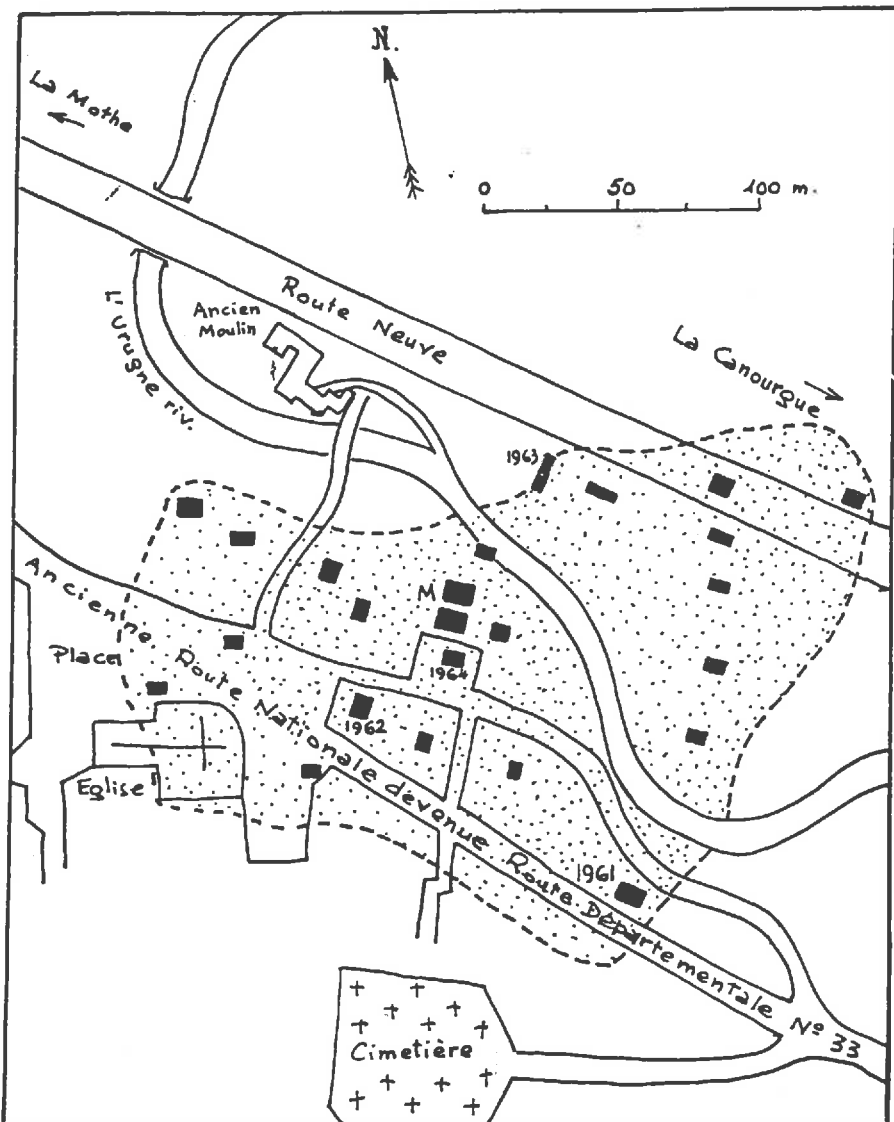 N.
La Mothe
0 50 100 m.
Route Neuve
Ancien
Moulin
L'Urugne riv.
La Canourgue
1963
M
1964
Ancienne Route Nationale devenue Route Départementale Nº 33
Place
1962
Eglise
1961
Cimetière